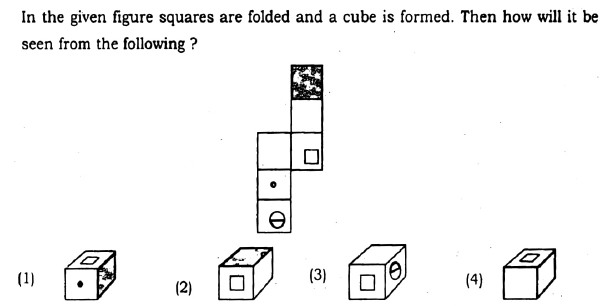 In the given figure squares are folded and a cube is formed. Then how will it be
seen from the following ?
(1)
(2)
(3)
(4)